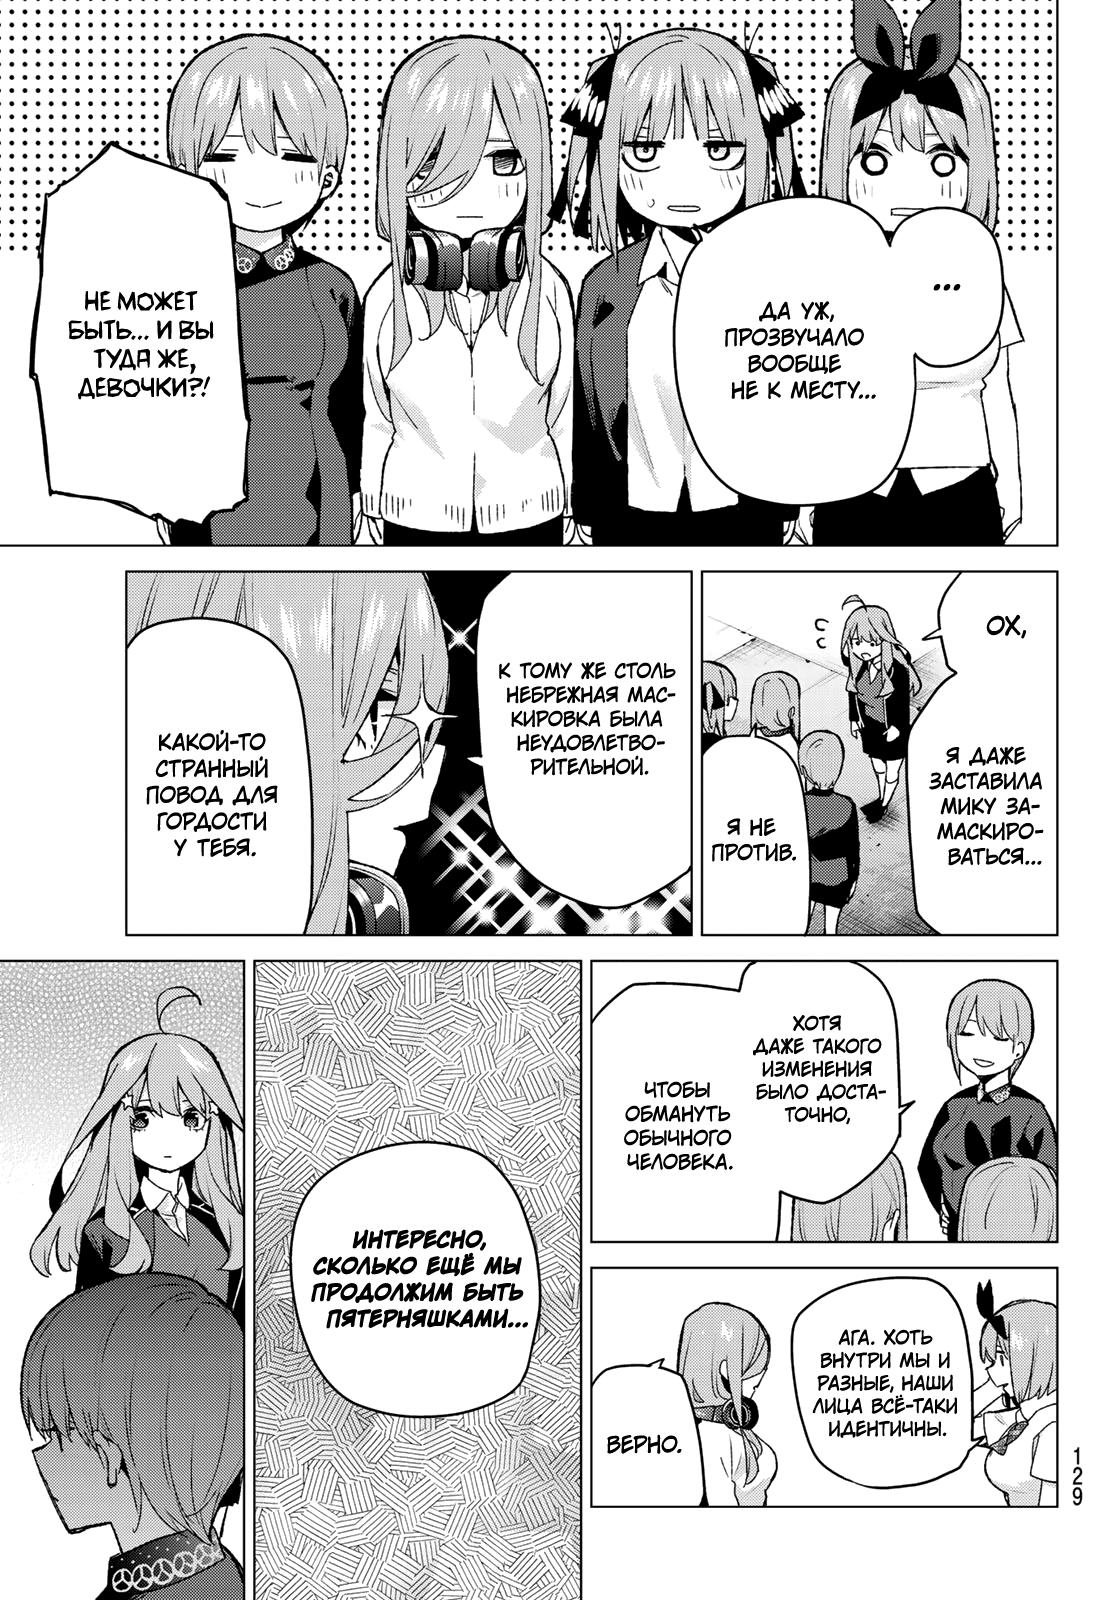 ...
ДА УЖ,
ПРОЗВУЧАЛО
ВООБЩЕ
НЕ К МЕСТУ...
НЕ МОЖЕТ
БЫТЬ... И ВЫ
ТУДА ЖЕ,
ДЕВОЧКИ?!
ОХ,
Я ДАЖЕ
ЗАСТАВИЛА
МИКУ ЗА-
МАСКИРО-
ВАТЬСЯ...
Я НЕ
ПРОТИВ.
К ТОМУ ЖЕ СТОЛЬ
НЕБРЕЖНАЯ МАС-
КИРОВКА БЫЛА
НЕУДОВЛЕТВО-
РИТЕЛЬНОЙ.
КАКОЙ-ТО
СТРАННЫЙ
ПОВОД ДЛЯ
ГОРДОСТИ
У ТЕБЯ.
ХОТЯ
ДАЖЕ ТАКОГО
ИЗМЕНЕНИЯ
БЫЛО ДОСТА-
ТОЧНО,
ЧТОБЫ
ОБМАНУТЬ
ОБЫЧНОГО
ЧЕЛОВЕКА.
АГА. ХОТЬ
ВНУТРИ МЫ И
РАЗНЫЕ, НАШИ
ЛИЦА ВСЁ-ТАКИ
ИДЕНТИЧНЫ.
ВЕРНО.
ИНТЕРЕСНО,
СКОЛЬКО ЕЩЁ МЫ
ПРОДОЛЖИМ БЫТЬ
ПЯТЕРНЯШКАМИ...
129